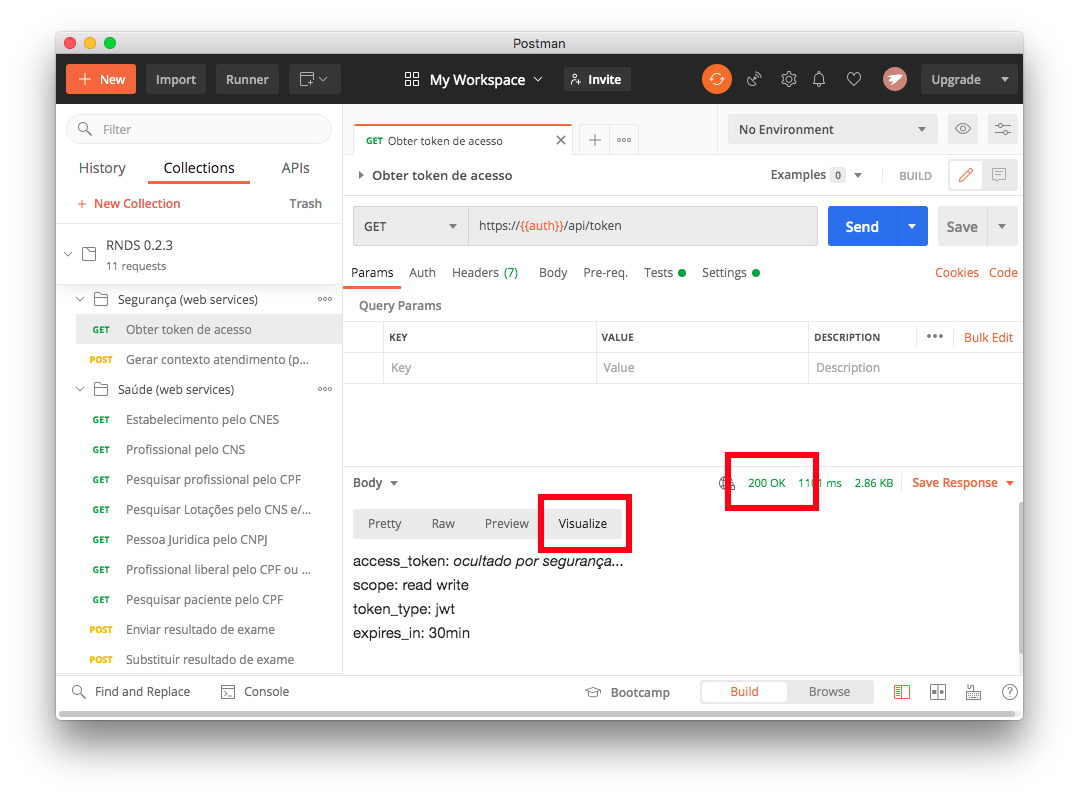 Postman
New Import Runner My Workspace Invite Upgrade
Filter
History Collections APIs
New Collection Trash
RNDS 0.2.3
11 requests
Segurança (web services)
GET Obter token de acesso
POST Gerar contexto atendimento (p...
Saúde (web services)
GET Estabelecimento pelo CNES
GET Profissional pelo CNS
GET Pesquisar profissional pelo CPF
GET Pesquisar Lotações pelo CNS e/...
GET Pessoa Juridica pelo CNPJ
GET Profissional liberal pelo CPF ou ...
GET Pesquisar paciente pelo CPF
POST Enviar resultado de exame
POST Substituir resultado de exame
GET Obter token de acesso
No Environment
Obter token de acesso Examples 0 BUILD
GET https://{{auth}}/api/token Send Save
Params Auth Headers (7) Body Pre-req. Tests Settings Cookies Code
Query Params
KEY VALUE DESCRIPTION Bulk Edit
Key Value Description
Body 200 OK 1101 ms 2.86 KB Save Response
Pretty Raw Preview Visualize
access_token: ocultado por segurança...
scope: read write
token_type: jwt
expires_in: 30min
Find and Replace Console Bootcamp Build Browse